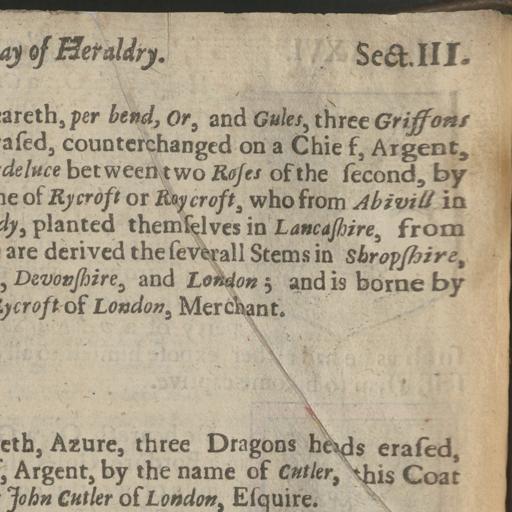 ay of Heraldry. Sect. III.
eareth, per bend, Or, and Gules, three Griffons
raſed, counterchanged on a Chief, Argent,
deluce between two Roſes of the ſecond, by
me of Rycroft or Roycroft, who from Abivill in
dy, planted themſelves in Lancaſhire, from
are derived the ſeverall Stems in Shropſhire,
, Devonſhire, and London; and is borne by
Rycroft of London, Merchant.
eth, Azure, three Dragons heads eraſed,
, Argent, by the name of Cutler, this Coat
John Cutler of London, Eſquire.